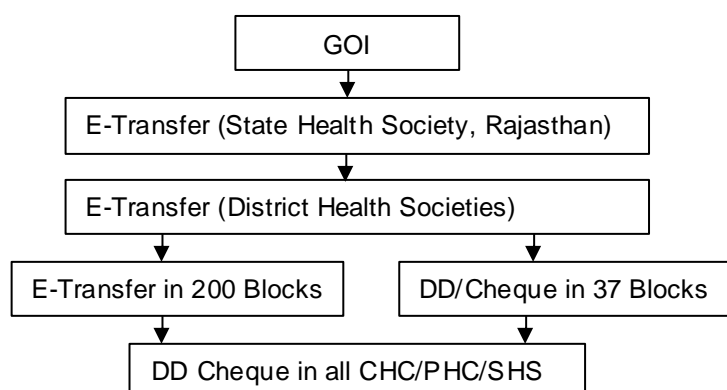 GOI
E-Transfer (State Health Society, Rajasthan)
E-Transfer (District Health Societies)
E-Transfer in 200 Blocks
DD/Cheque in 37 Blocks
DD Cheque in all CHC/PHC/SHS